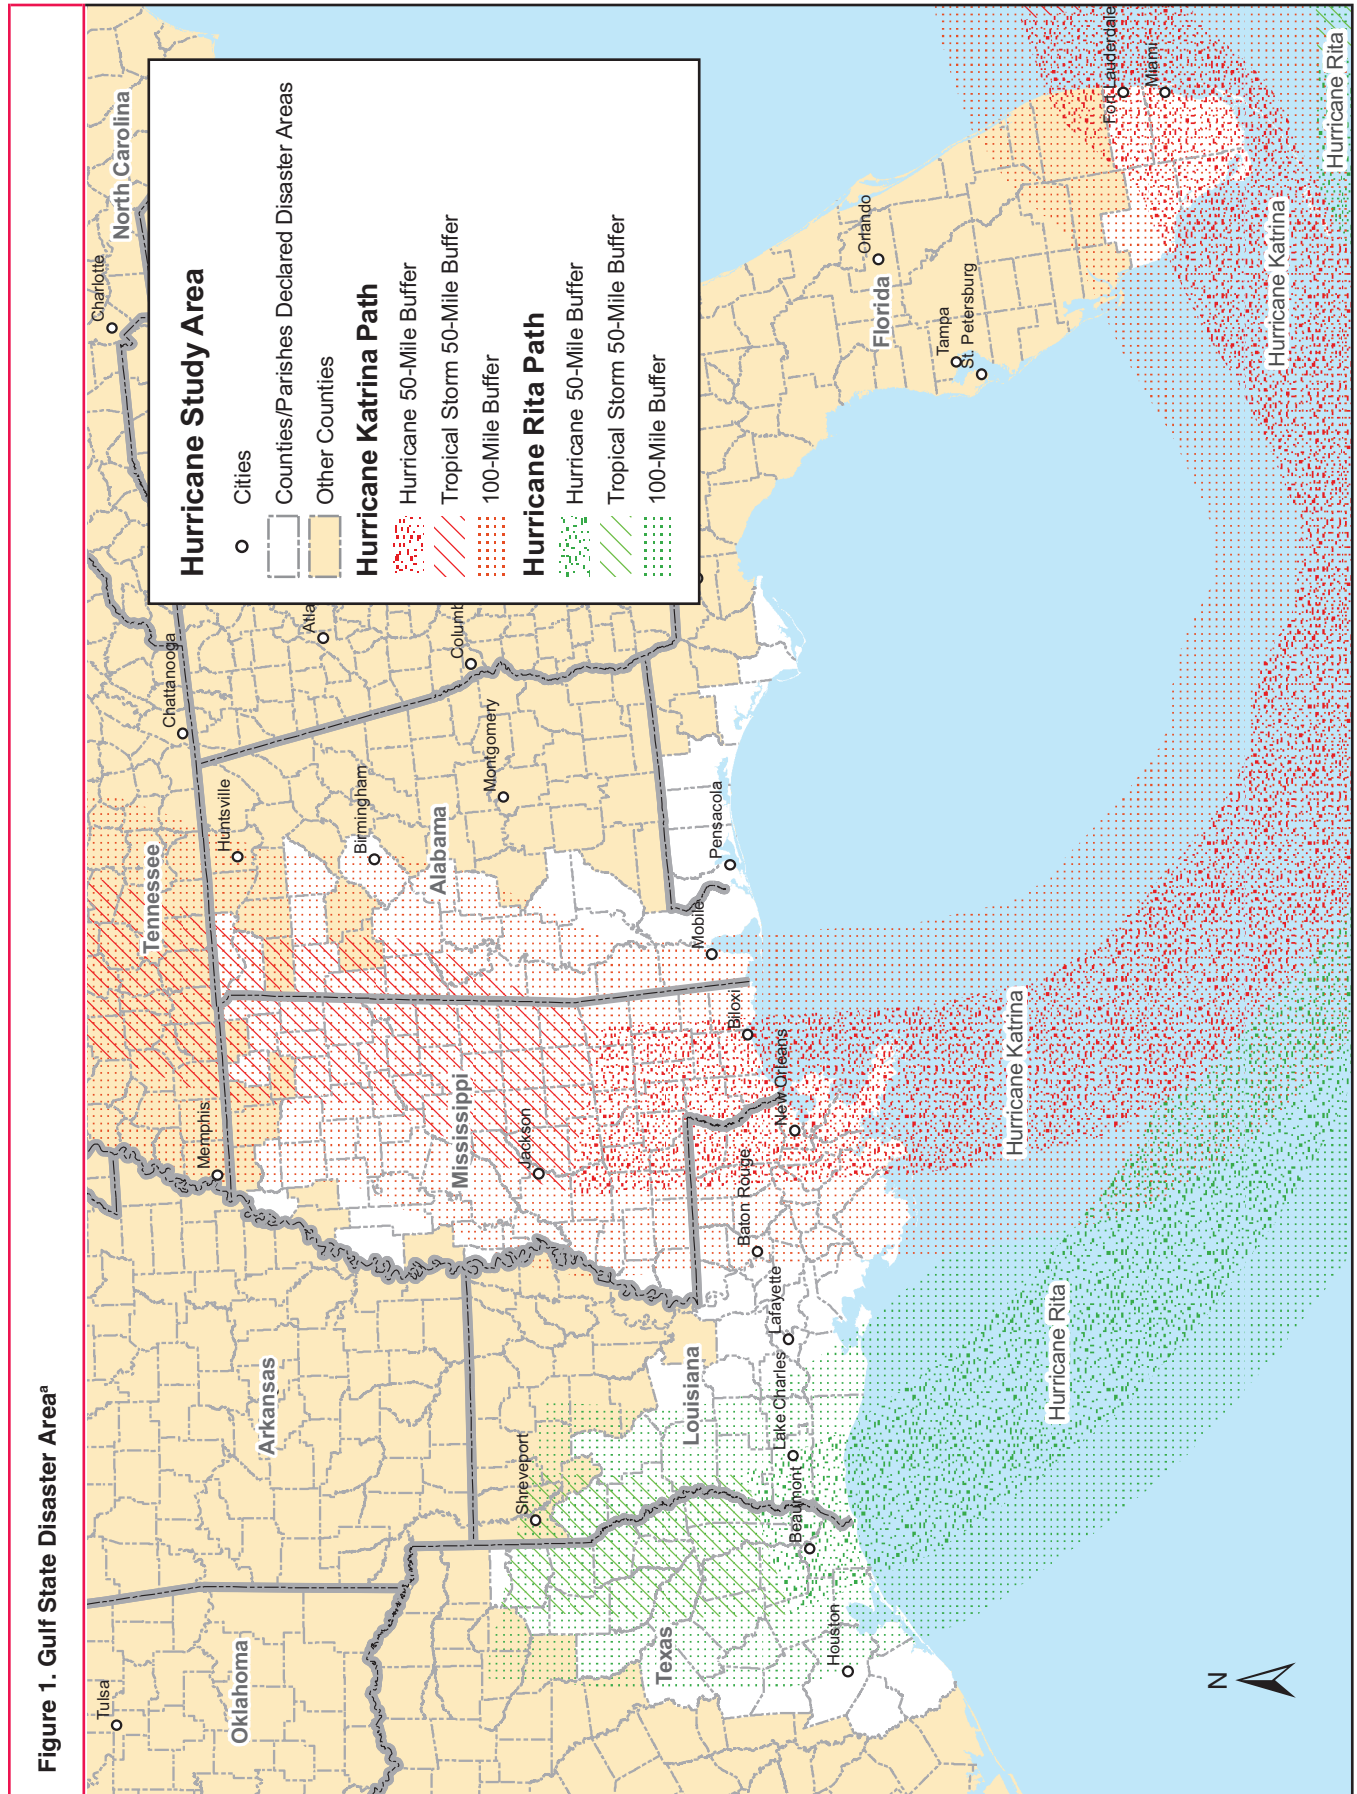 Figure 1. Gulf State Disaster Areaª
Hurricane Study Area
Cities
Counties/Parishes Declared Disaster Areas
Other Counties
Hurricane Katrina Path
Hurricane 50-Mile Buffer
Tropical Storm 50-Mile Buffer
100-Mile Buffer
Hurricane Rita Path
Hurricane 50-Mile Buffer
Tropical Storm 50-Mile Buffer
100-Mile Buffer
Tulsa
Oklahoma
Arkansas
Memphis
Tennessee
Chattanooga
Charlotte
North Carolina
Huntsville
Birmingham
Atla
Alabama
Columb
Montgomery
Mississippi
Jackson
Shreveport
Texas
Louisiana
Houston
Beaumont
Lake Charles
Lafayette
Baton Rouge
New Orleans
Biloxi
Mobile
Pensacola
Florida
Orlando
Tampa
St. Petersburg
Fort Lauderdale
Miami
Hurricane Rita
Hurricane Katrina
Hurricane Katrina
Hurricane Rita
N